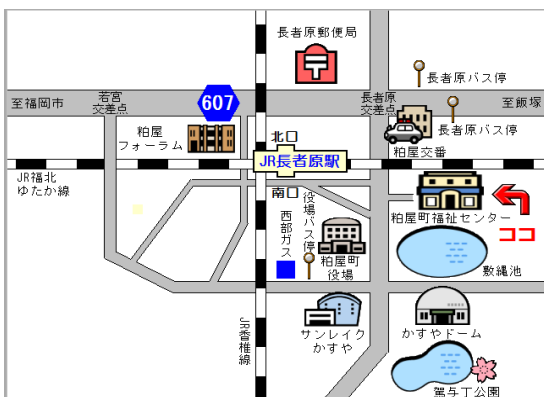 長者原郵便局
長者原バス停
至福岡市
若宮
交差点
607
長者原
交差点
至飯塚
長者原バス停
粕屋
フォーラム
北口
粕屋交番
JR長者原駅
JR福北
ゆたか線
南口
役場バス停
西部ガス
粕屋町福祉センター
ココ
粕屋町
役場
敷縄池
JR香椎線
サンレイク
かすや
かすやドーム
駕与丁公園